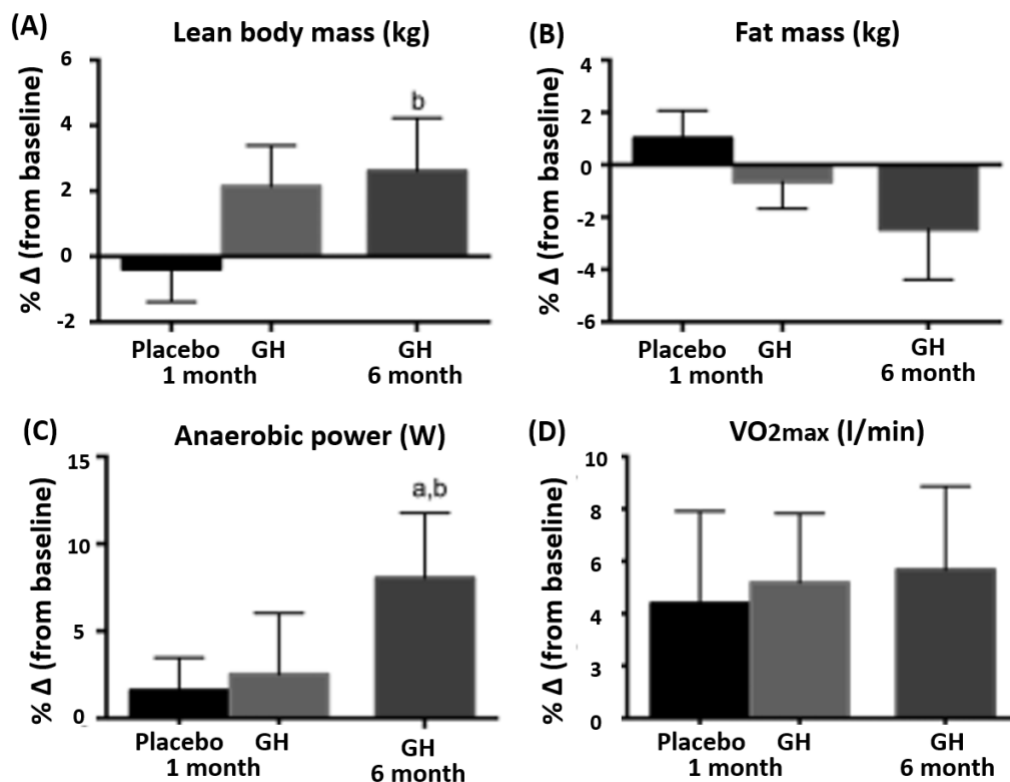 (A) Lean body mass (kg)
% Δ (from baseline)
6
4
2
0
-2
b
Placebo GH GH
1 month 6 month
(B) Fat mass (kg)
% Δ (from baseline)
4
2
0
-2
-4
-6
Placebo GH GH
1 month 6 month
(C) Anaerobic power (W)
% Δ (from baseline)
15
10
5
0
a,b
Placebo GH GH
1 month 6 month
(D) VO2max (l/min)
% Δ (from baseline)
10
8
6
4
3
0
Placebo GH GH
1 month 6 month